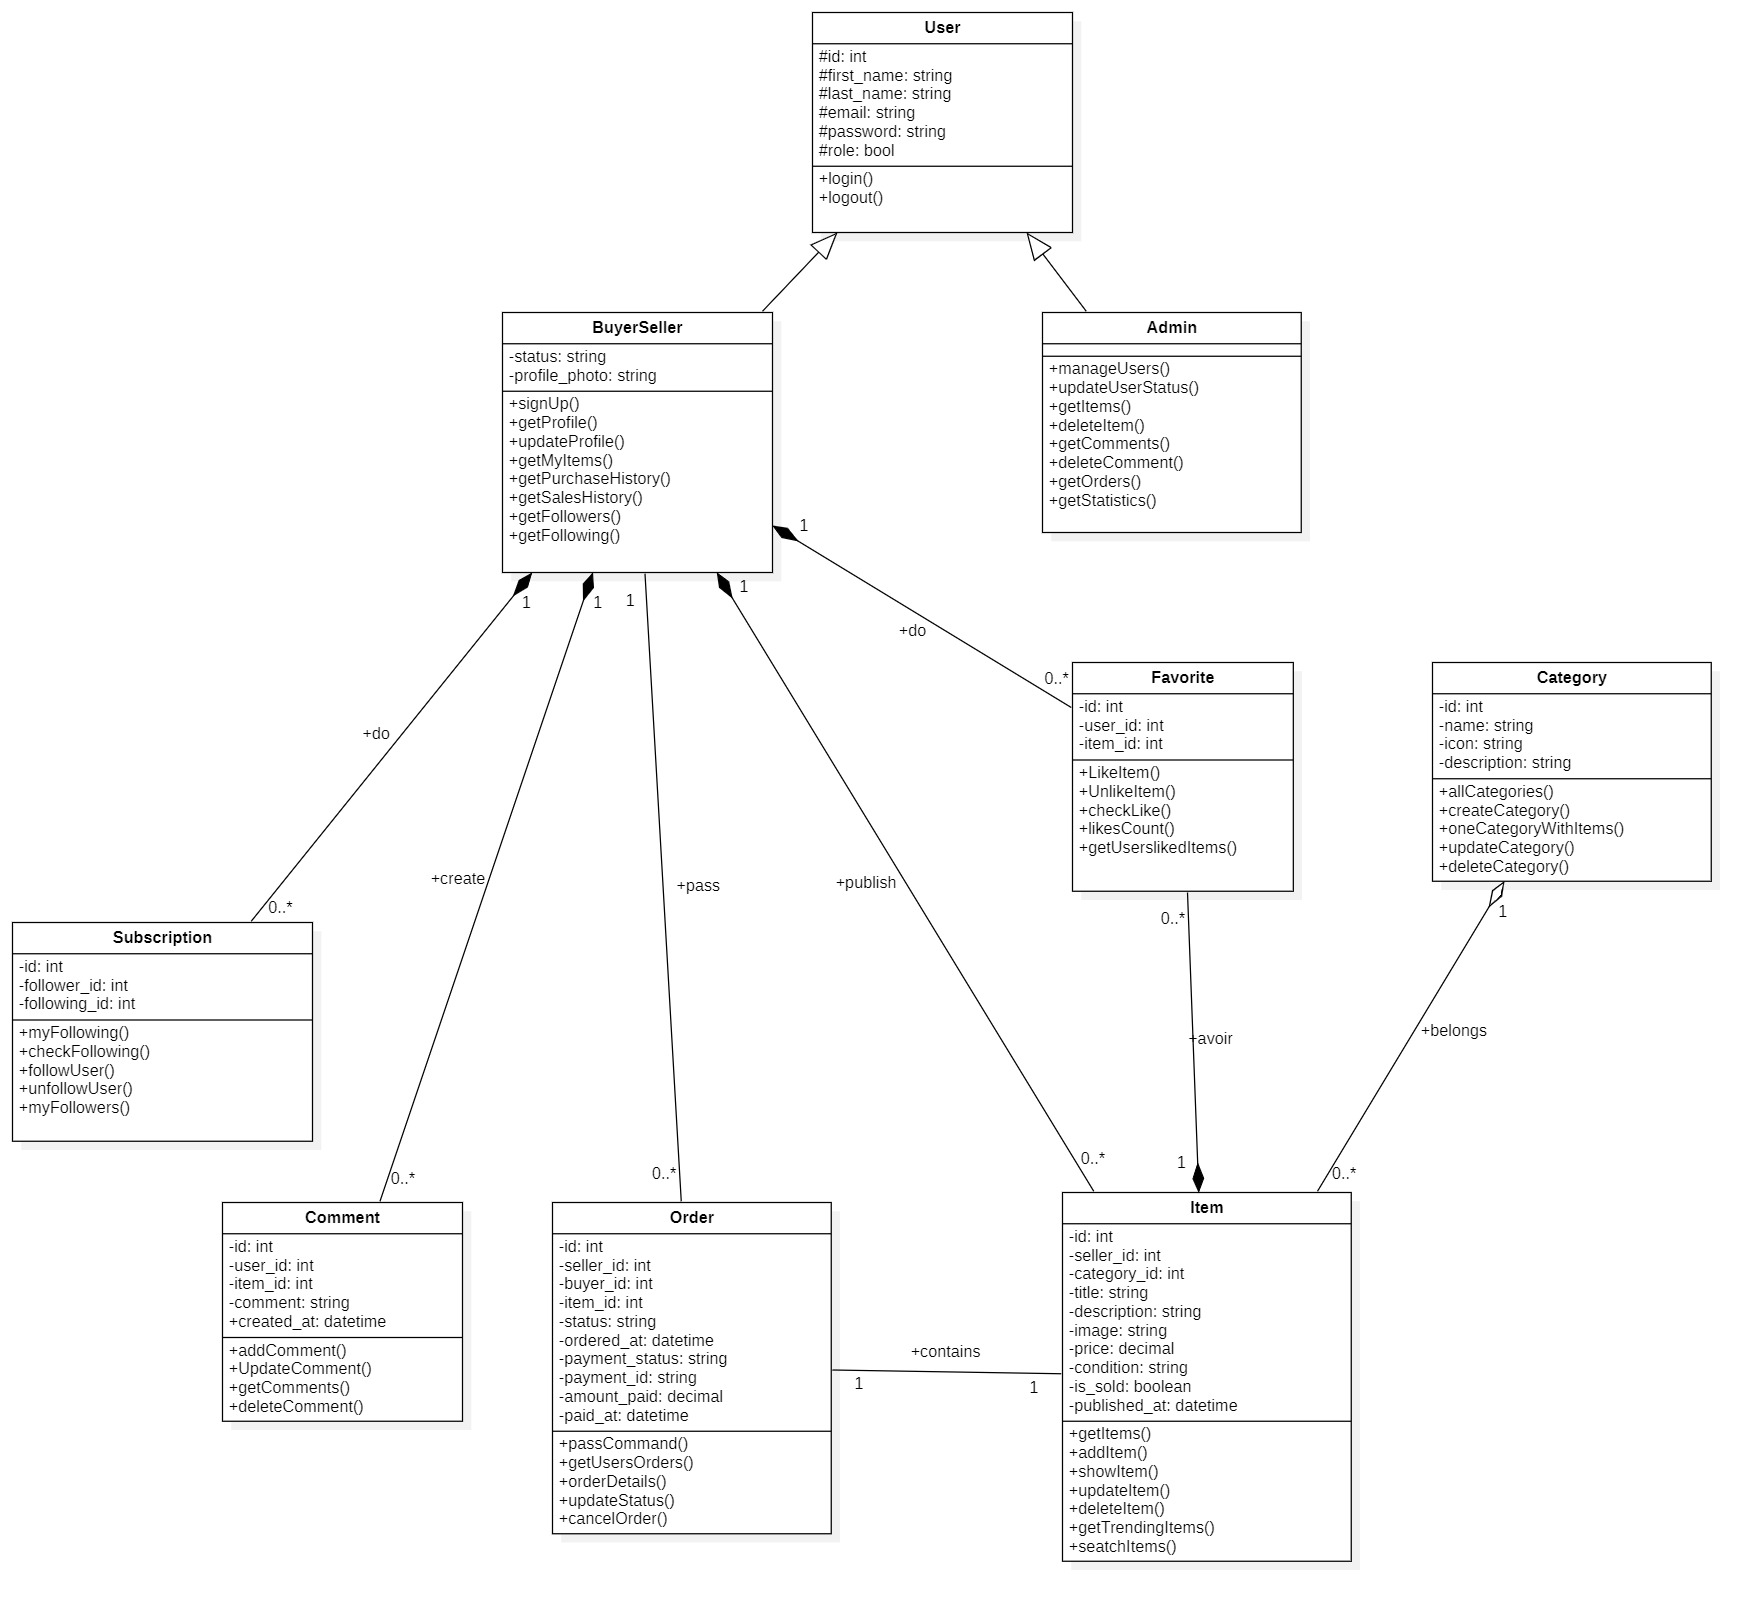 User
#id: int
#first_name: string
#last_name: string
#email: string
#password: string
#role: bool
+login()
+logout()
BuyerSeller
-status: string
-profile_photo: string
+signUp()
+getProfile()
+updateProfile()
+getMyItems()
+getPurchaseHistory()
+getSalesHistory()
+getFollowers()
+getFollowing()
Admin
+manageUsers()
+updateUserStatus()
+getItems()
+deleteItem()
+getComments()
+deleteComment()
+getOrders()
+getStatistics()
1
1
1
1
1
+do
0..*
Favorite
-id: int
-user_id: int
-item_id: int
+LikeItem()
+UnlikeItem()
+checkLike()
+likesCount()
+getUserslikedItems()
Category
-id: int
-name: string
-icon: string
-description: string
+allCategories()
+createCategory()
+oneCategoryWithItems()
+updateCategory()
+deleteCategory()
+do
+create
+pass
+publish
0..*
0..*
1
Subscription
-id: int
-follower_id: int
-following_id: int
+myFollowing()
+checkFollowing()
+followUser()
+unfollowUser()
+myFollowers()
+avoir
+belongs
0..*
0..*
0..*
1
0..*
Comment
-id: int
-user_id: int
-item_id: int
-comment: string
+created_at: datetime
+addComment()
+UpdateComment()
+getComments()
+deleteComment()
Order
-id: int
-seller_id: int
-buyer_id: int
-item_id: int
-status: string
-ordered_at: datetime
-payment_status: string
-payment_id: string
-amount_paid: decimal
-paid_at: datetime
+passCommand()
+getUsersOrders()
+orderDetails()
+updateStatus()
+cancelOrder()
+contains
1
1
Item
-id: int
-seller_id: int
-category_id: int
-title: string
-description: string
-image: string
-price: decimal
-condition: string
-is_sold: boolean
-published_at: datetime
+getItems()
+addItem()
+showItem()
+updateItem()
+deleteItem()
+getTrendingItems()
+seatchItems()